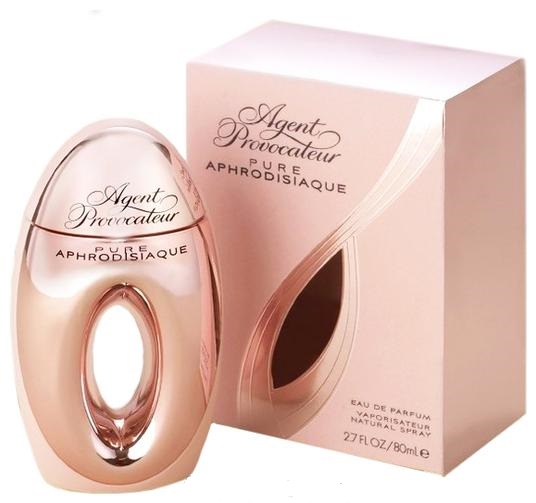 Agent
Provocateur
PURE
APHRODISIAQUE
Agent
Provocateur
PURE
APHRODISIAQUE
EAU DE PARFUM
VAPORISATEUR
NATURAL SPRAY
2.7 FL OZ/80mL e